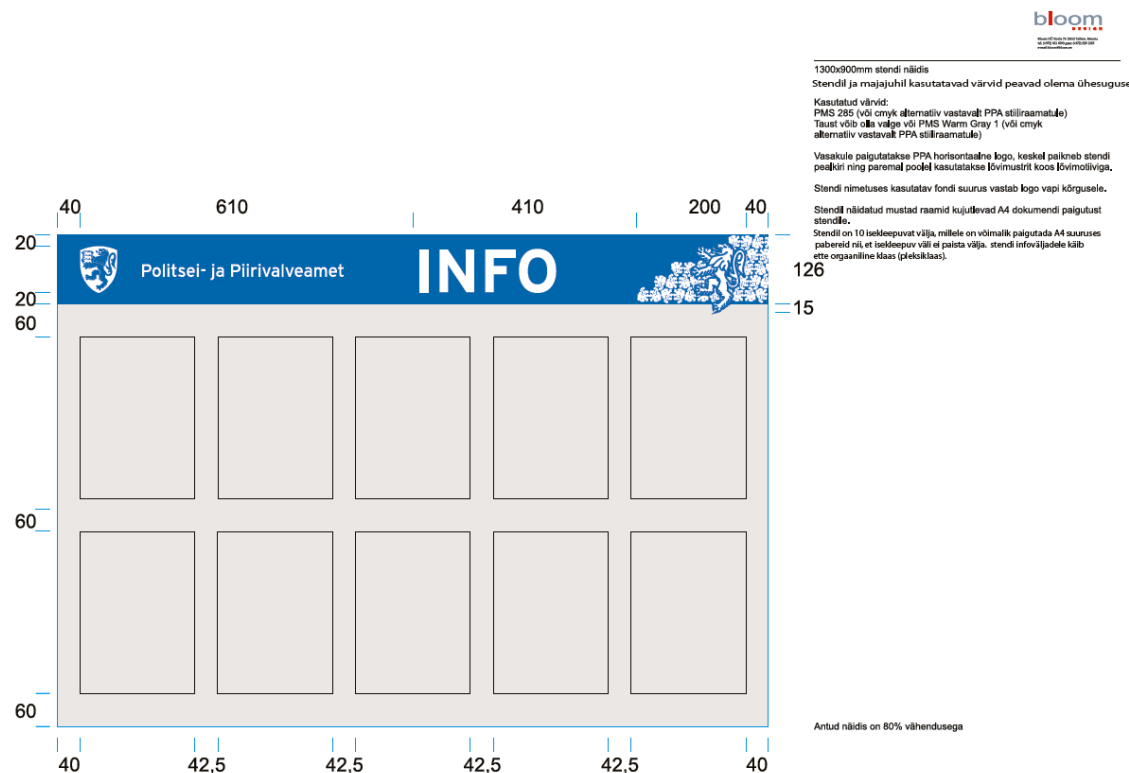 bloom
DESIGN
1300x900mm stendi näidis
Stendil ja majajuhil kasutatavad värvid peavad olema ühesuguse
Kasutatud värvid:
PMS 285 (või cmyk alternatiiv vastavalt PPA stiiliraamatule)
Taust võib olla valge või PMS Warm Gray 1 (või cmyk
alternatiiv vastavalt PPA stiiliraamatule)
Vasakule paigutatakse PPA horisontaalne logo, keskel paikneb stendi
pealkiri ning paremal poolel kasutatakse lõvimustrit koos lõvimotiiviga.
Stendi nimetuses kasutatav fondi suurus vastab logo vapi kõrgusele.
Stendil näidatud mustad raamid kujutlevad A4 dokumendi paigutust
stendile.
Stendil on 10 isekleepuvat välja, millele on võimalik paigutada A4 suuruses
pabereid nii, et isekleepuv väli ei paista välja. stendi infoväljadele käib
ette orgaaniline klaas (pleksiklaas).
40 610 410 200 40
20
Politsei- ja Piirivalveamet INFO
126
20
15
60
60
60
40 42,5 42,5 42,5 42,5 40
Antud näidis on 80% vähendusega